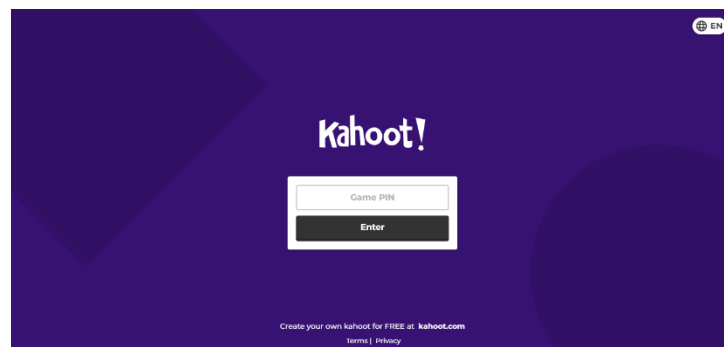 EN
Kahoot!
Game PIN
Enter
Create your own kahoot for FREE at kahoot.com
Terms | Privacy